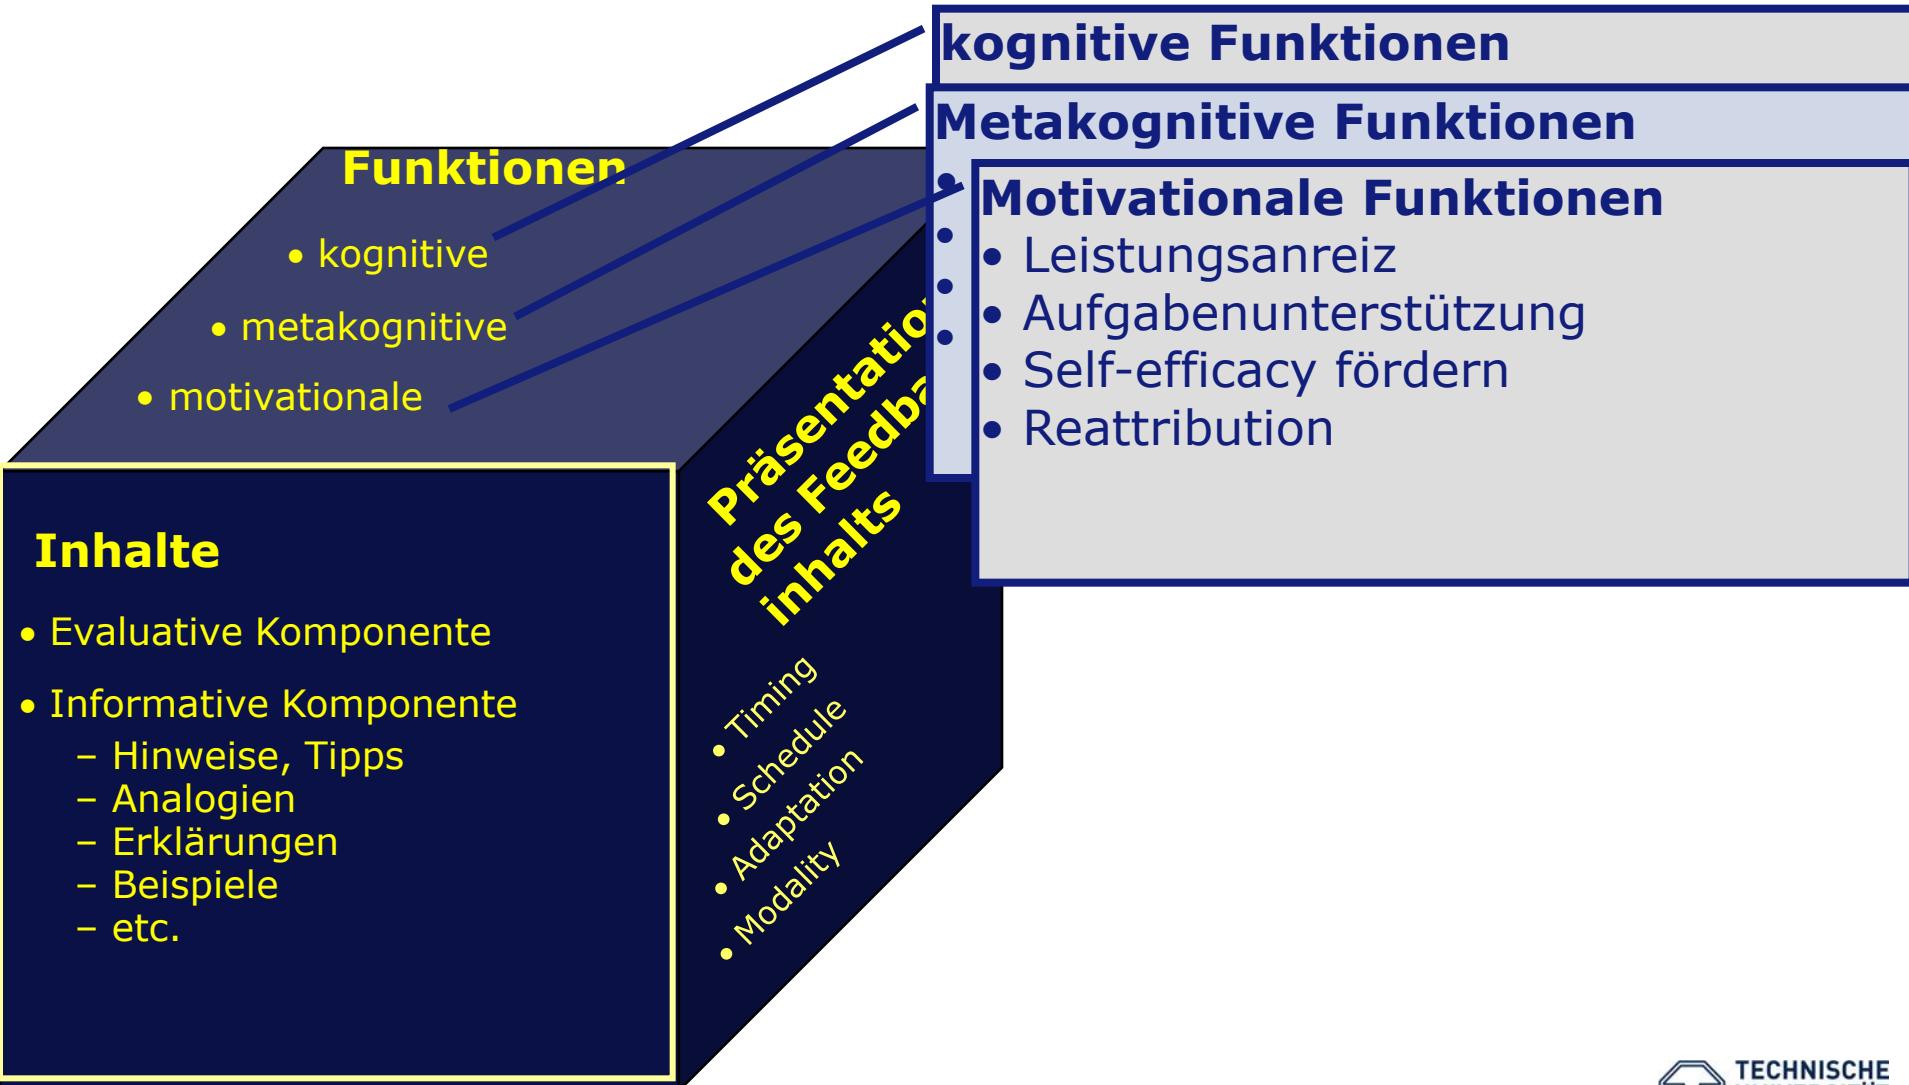 kognitive Funktionen
Metakognitive Funktionen
Motivationale Funktionen
• Leistungsanreiz
• Aufgabenunterstützung
• Self-efficacy fördern
• Reattribution
Funktionen
• kognitive
• metakognitive
• motivationale
Präsentation
des Feedba
inhalts
• Timing
• Schedule
• Adaptation
• Modality
Inhalte
• Evaluative Komponente
• Informative Komponente
– Hinweise, Tipps
– Analogien
– Erklärungen
– Beispiele
– etc.
TECHNISCHE